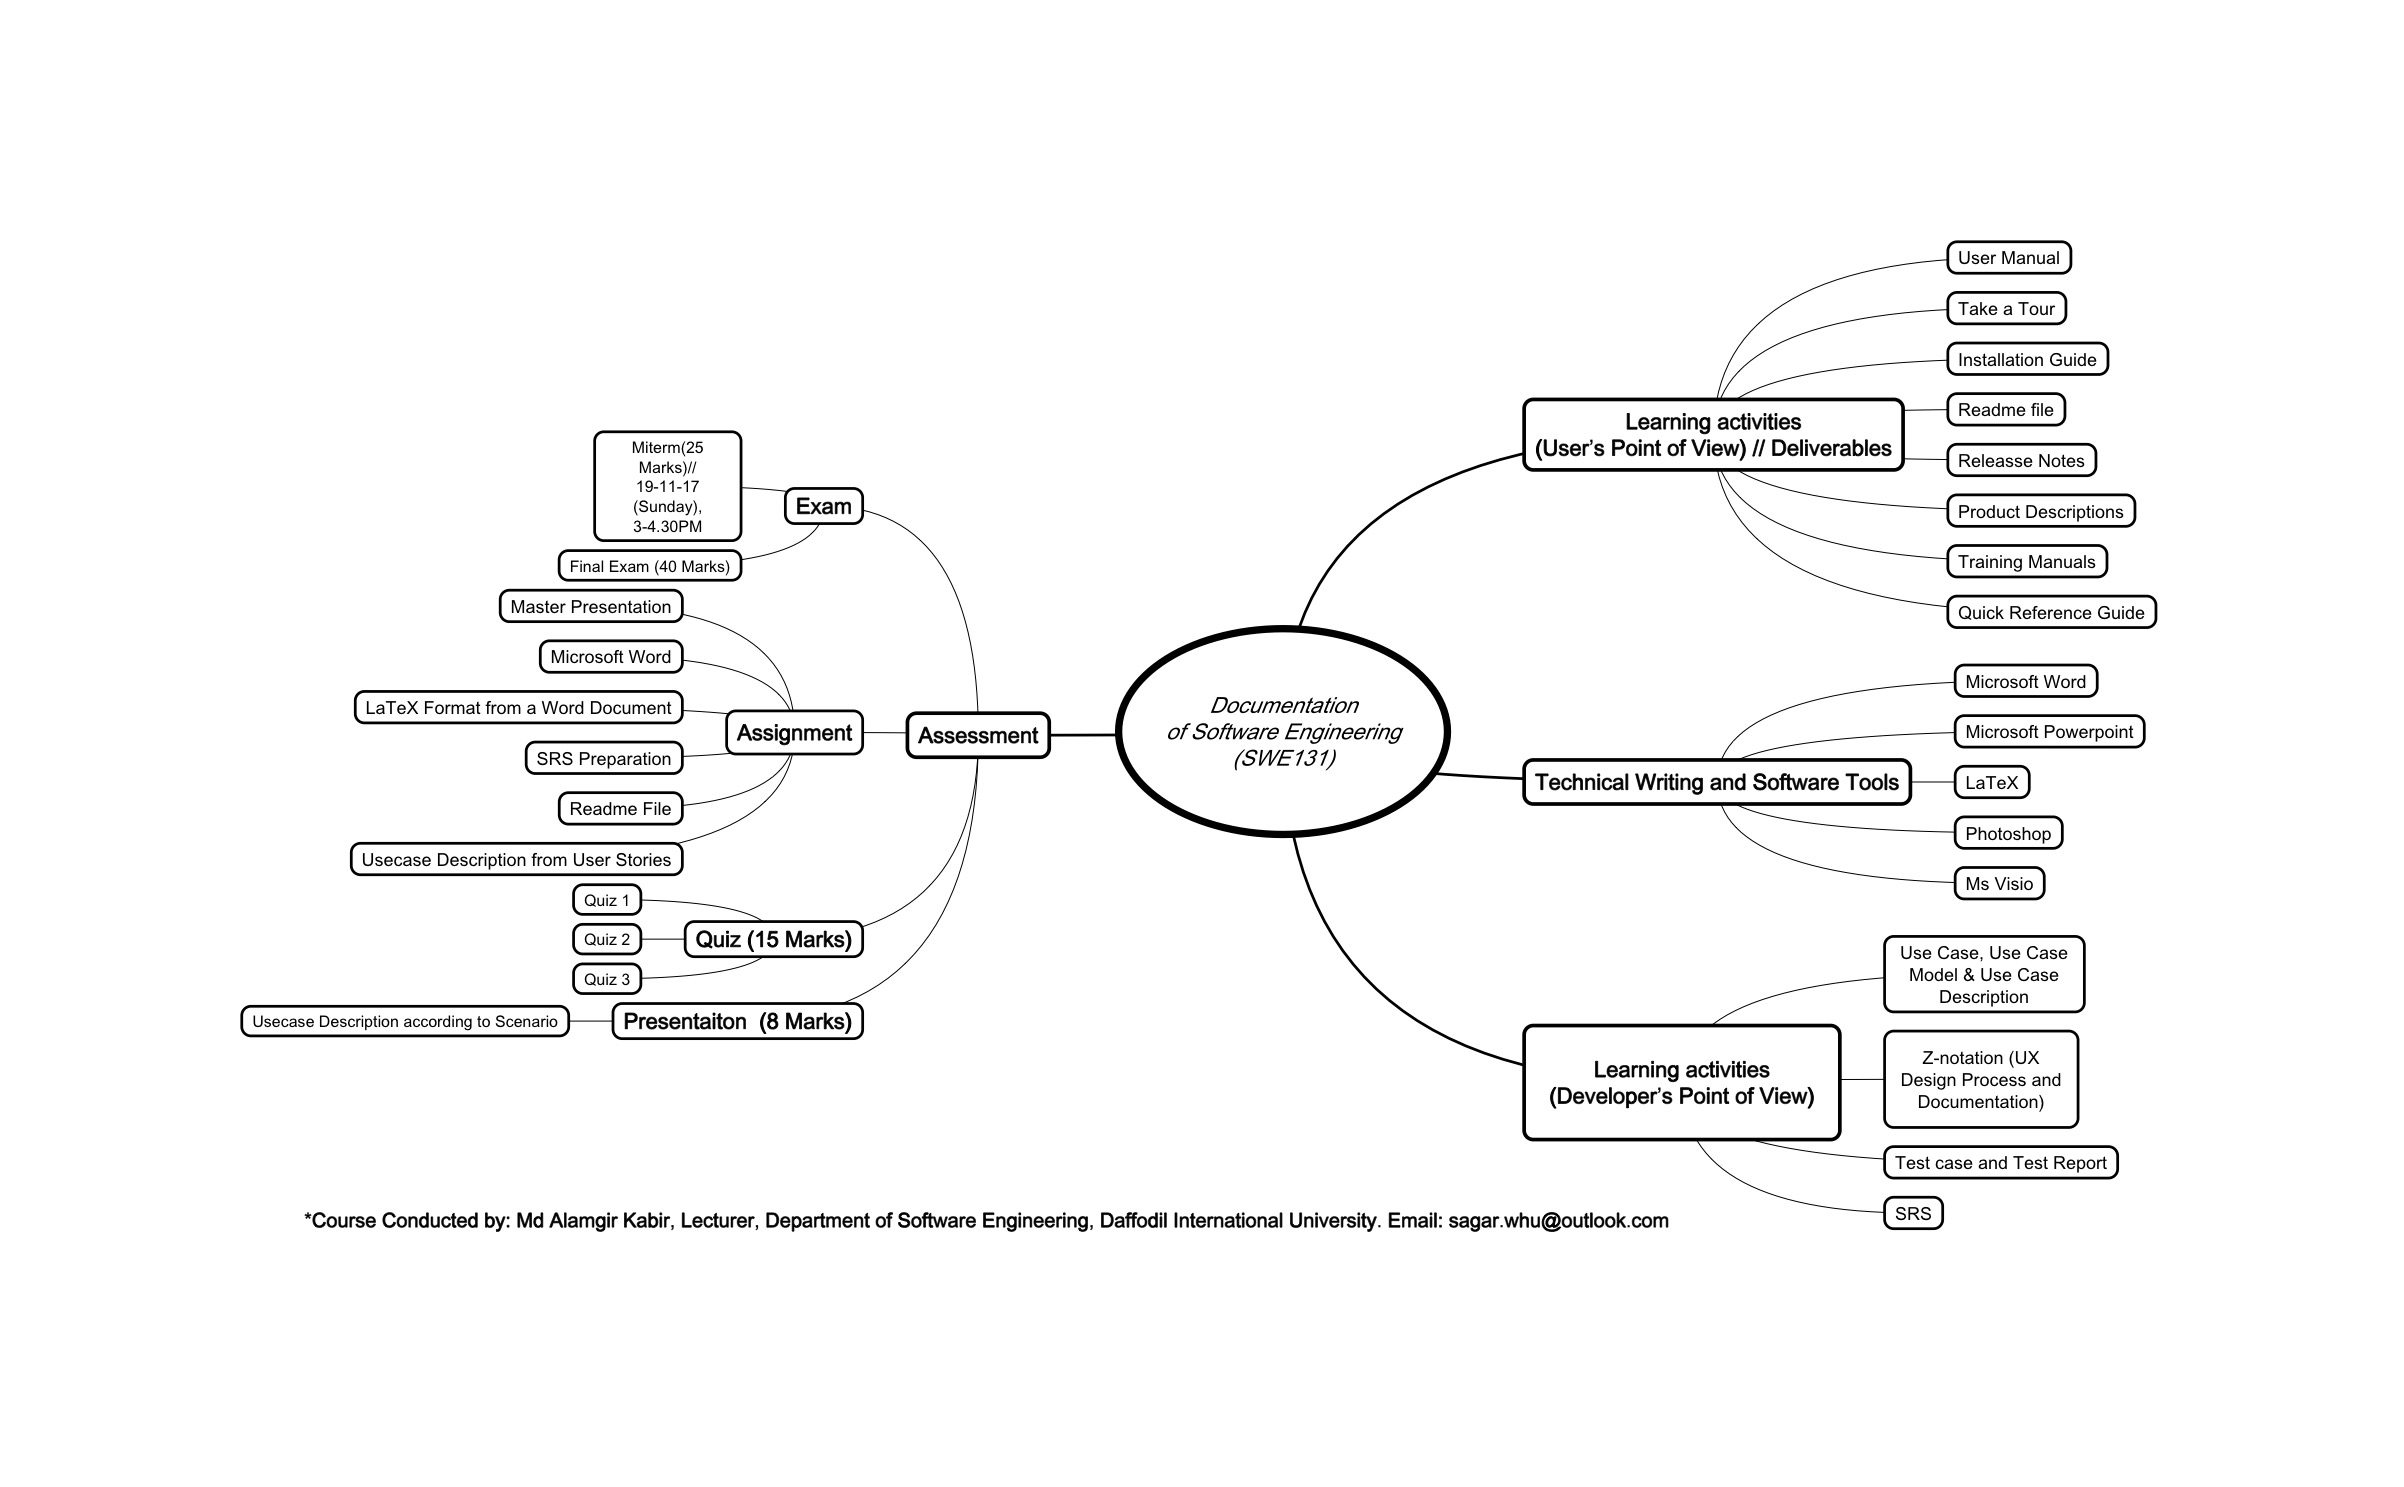 Documentation
of Software Engineering
(SWE131)
Learning activities
(User’s Point of View) // Deliverables
User Manual
Take a Tour
Installation Guide
Readme file
Releasse Notes
Product Descriptions
Training Manuals
Quick Reference Guide
Technical Writing and Software Tools
Microsoft Word
Microsoft Powerpoint
LaTeX
Photoshop
Ms Visio
Learning activities
(Developer’s Point of View)
Use Case, Use Case
Model & Use Case
Description
Z-notation (UX
Design Process and
Documentation)
Test case and Test Report
SRS
Assessment
Exam
Miterm(25
Marks)//
19-11-17
(Sunday),
3-4.30PM
Final Exam (40 Marks)
Assignment
Master Presentation
Microsoft Word
LaTeX Format from a Word Document
SRS Preparation
Readme File
Usecase Description from User Stories
Quiz (15 Marks)
Quiz 1
Quiz 2
Quiz 3
Presentaiton  (8 Marks)
Usecase Description according to Scenario
*Course Conducted by: Md Alamgir Kabir, Lecturer, Department of Software Engineering, Daffodil International University. Email: sagar.whu@outlook.com